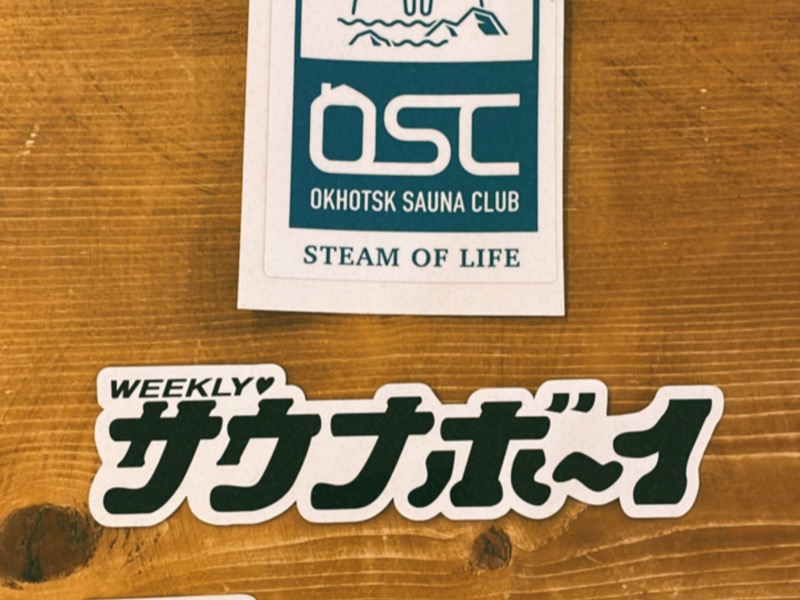 OSC
OKHOTSK SAUNA CLUB
STEAM OF LIFE
WEEKLY♥
サウナボ〜イ